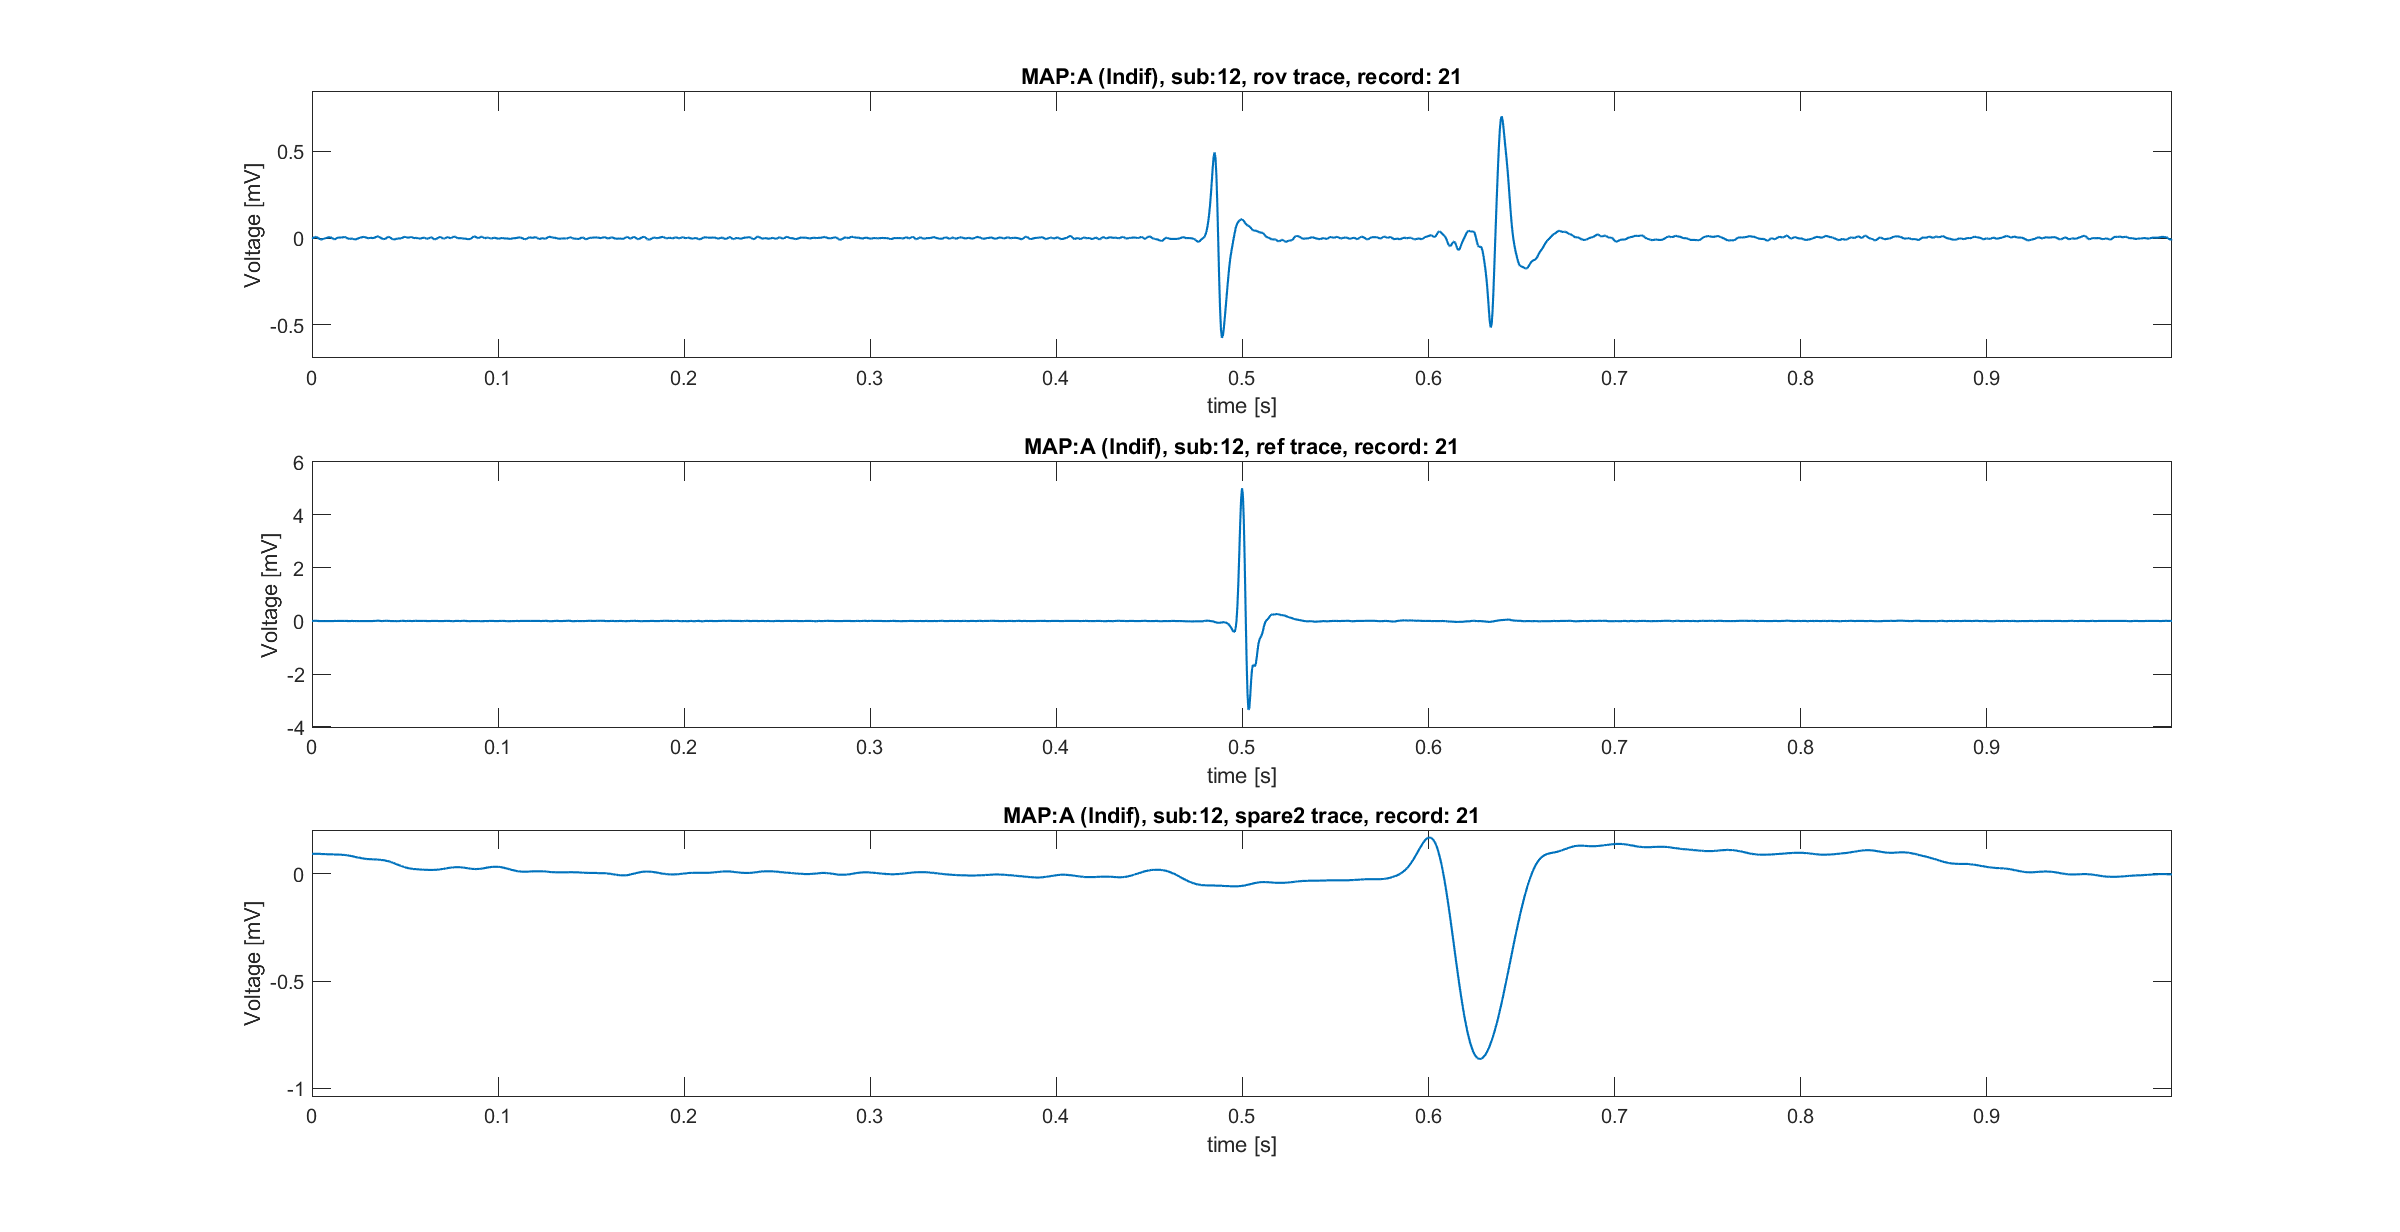 MAP:A (Indif), sub:12, rov trace, record: 21
Voltage [mV]
0.5
0
-0.5
0 0.1 0.2 0.3 0.4 0.5 0.6 0.7 0.8 0.9
time [s]
MAP:A (Indif), sub:12, ref trace, record: 21
Voltage [mV]
6
4
2
0
-2
-4
0 0.1 0.2 0.3 0.4 0.5 0.6 0.7 0.8 0.9
time [s]
MAP:A (Indif), sub:12, spare2 trace, record: 21
Voltage [mV]
0
-0.5
-1
0 0.1 0.2 0.3 0.4 0.5 0.6 0.7 0.8 0.9
time [s]